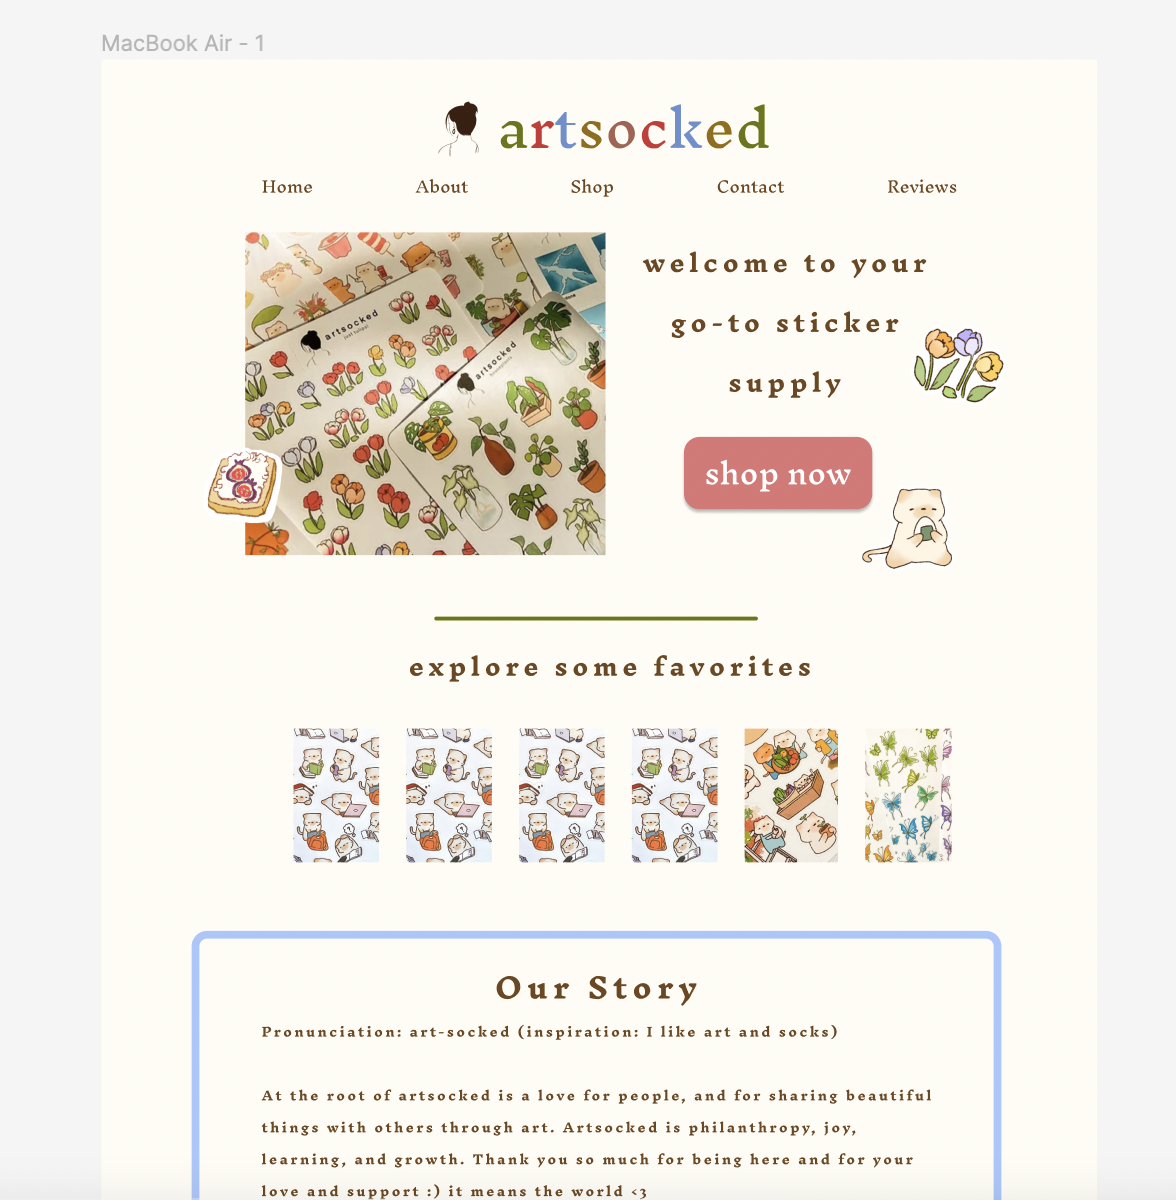 MacBook Air - 1
artsocked
Home About Shop Contact Reviews
artsocked
just tulips!
artsocked
houseplants
welcome to your
go-to sticker
supply
shop now
explore some favorites
Our Story
Pronunciation: art-socked (inspiration: I like art and socks)
At the root of artsocked is a love for people, and for sharing beautiful
things with others through art. Artsocked is philanthropy, joy,
learning, and growth. Thank you so much for being here and for your
love and support :) it means the world <3